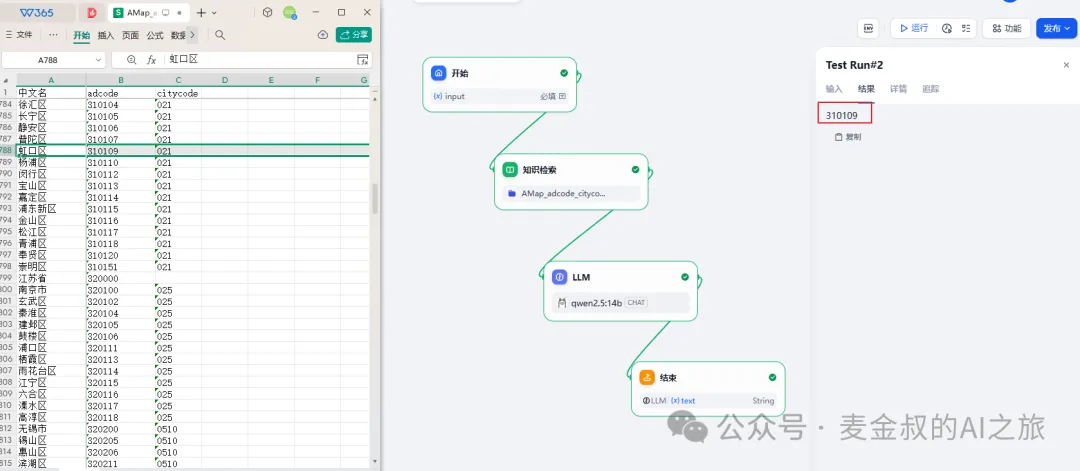 W365
AMap_a
文件
开始 插入 页面 公式 数据
分享
A788
fx 虹口区
A B C D E F G
1 中文名 adcode citycode
784 徐汇区 310104 021
785 长宁区 310105 021
786 静安区 310106 021
787 普陀区 310107 021
788 虹口区 310109 021
789 杨浦区 310110 021
790 闵行区 310112 021
791 宝山区 310113 021
792 嘉定区 310114 021
793 浦东新区 310115 021
794 金山区 310116 021
795 松江区 310117 021
796 青浦区 310118 021
797 奉贤区 310120 021
798 崇明区 310151 021
799 江苏省 320000
800 南京市 320100 025
801 玄武区 320102 025
802 秦淮区 320104 025
803 建邺区 320105 025
804 鼓楼区 320106 025
805 浦口区 320111 025
806 栖霞区 320113 025
807 雨花台区 320114 025
808 江宁区 320115 025
809 六合区 320116 025
810 溧水区 320117 025
811 高淳区 320118 025
812 无锡市 320200 0510
813 锡山区 320205 0510
814 惠山区 320206 0510
815 滨湖区 320211 0510
开始
{x} input 必填
知识检索
AMap_adcode_cityco...
LLM
qwen2.5:14b CHAT
结束
LLM {x} text String
运行
功能
发布
Test Run#2
输入 结果 详情 追踪
310109
复制
公众号 · 麦金叔的AI之旅